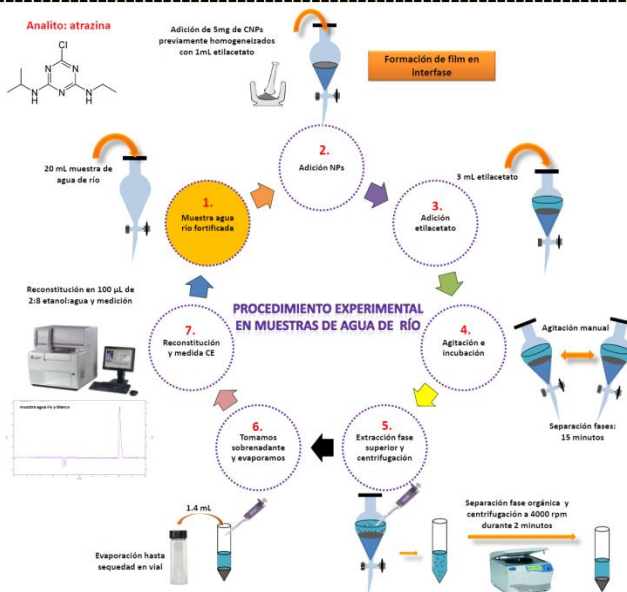 Analito: atrazina
Cl
N
N
N
N
H
N
H
Adición de 5mg de CNPs
previamente homogeneizados
con 1mL etilacetato
Formación de film en
interfase
20 mL muestra de
agua de río
1.
Muestra agua
río fortificada
2.
Adición NPs
3 mL etilacetato
3.
Adición
etilacetato
PROCEDIMIENTO EXPERIMENTAL
EN MUESTRAS DE AGUA DE RÍO
4.
Agitación e
incubación
Agitación manual
Separación fases:
15 minutos
5.
Extracción fase
superior y
centrifugación
Separación fase orgánica y
centrifugación a 4000 rpm
durante 2 minutos
6.
Tomamos
sobrenadante
y evaporamos
1.4 mL
Evaporación hasta
sequedad en vial
7.
Reconstitución
y medida CE
Reconstitución en 100 µL de
2:8 etanol:agua y medición
muestra agua río y blanco